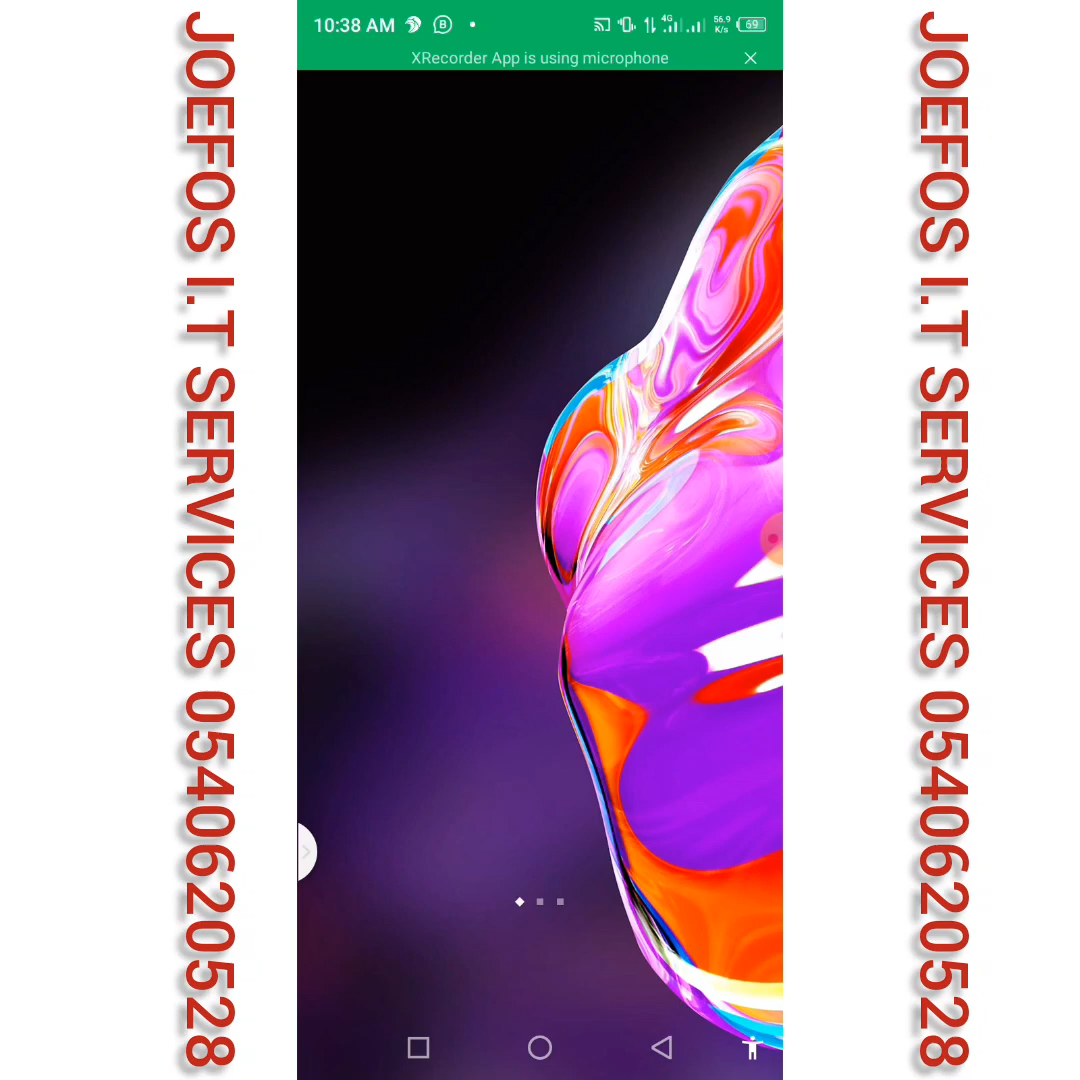 JOEFOS I.T SERVICES 0540620528
10:38 AM
B
4G
56.9
K/s
69
XRecorder App is using microphone
JOEFOS I.T SERVICES 0540620528